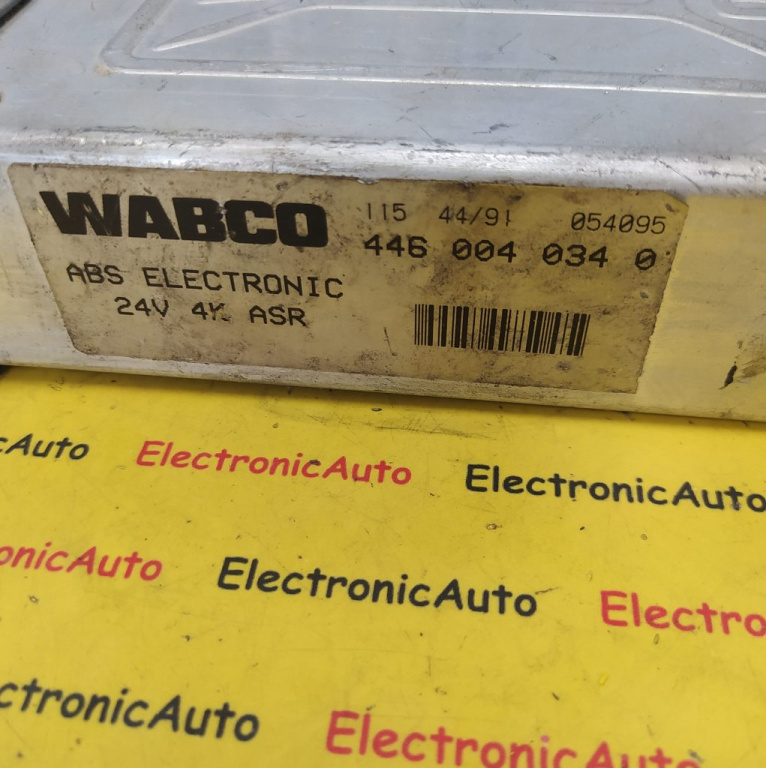 WABCO
115 44/91 054095
446 004 034 0
ABS ELECTRONIC
24V 4K ASR
cAuto ElectronicAuto ElectronicAuto
onicAuto ElectronicAuto Electro
ctronicAuto ElectronicAuto